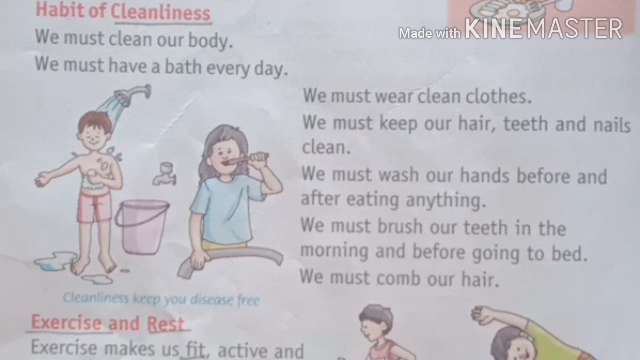 Habit of Cleanliness
We must clean our body.
We must have a bath every day.
Made with KINEMASTER
We must wear clean clothes.
We must keep our hair, teeth and nails
clean.
We must wash our hands before and
after eating anything.
We must brush our teeth in the
morning and before going to bed.
We must comb our hair.
Cleanliness keep you disease free
Exercise and Rest
Exercise makes us fit, active and